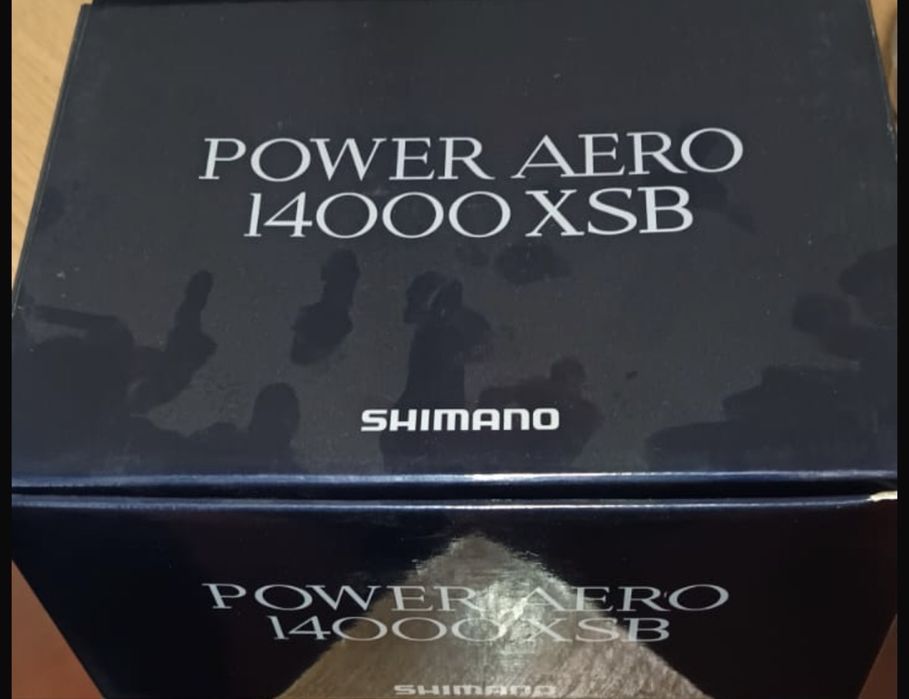 POWER AERO
14000 XSB
SHIMANO
POWER AERO
14000 XSB
SHIMANO